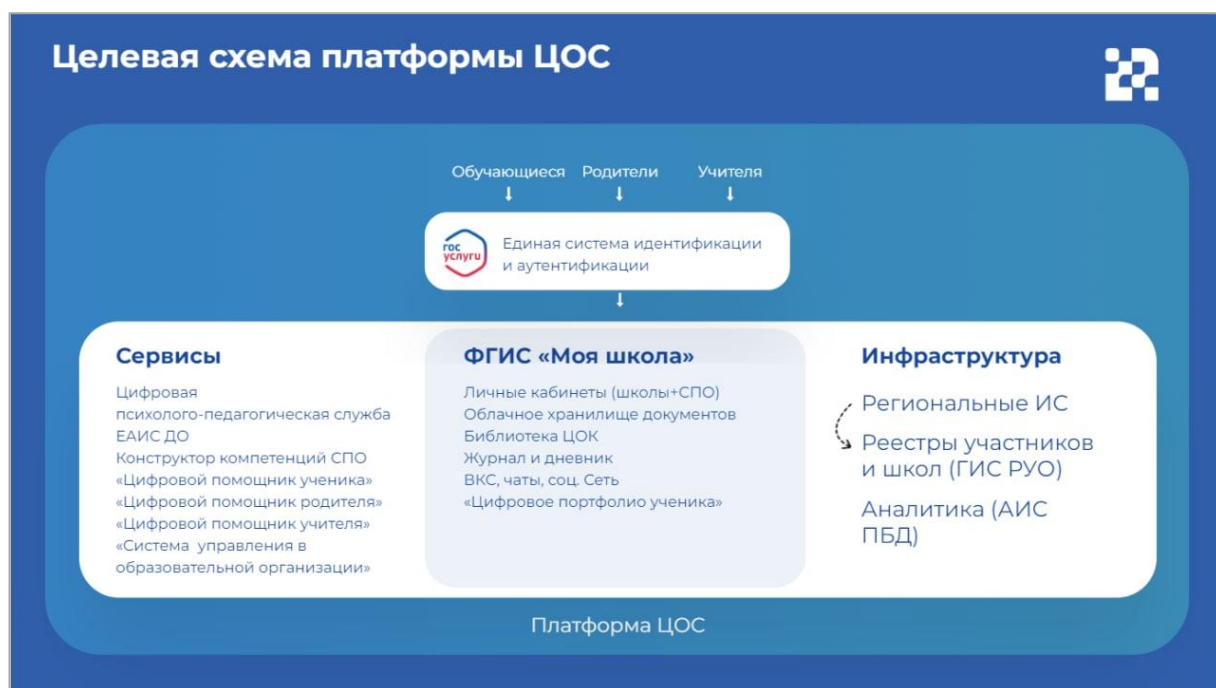 Целевая схема платформы ЦОС
Обучающиеся Родители Учителя
гос
услуги
Единая система идентификации
и аутентификации
Сервисы
Цифровая
психолого-педагогическая служба
ЕАИС ДО
Конструктор компетенций СПО
«Цифровой помощник ученика»
«Цифровой помощник родителя»
«Цифровой помощник учителя»
«Система управления в
образовательной организации»
ФГИС «Моя школа»
Личные кабинеты (школы+СПО)
Облачное хранилище документов
Библиотека ЦОК
Журнал и дневник
ВКС, чаты, соц. Сеть
«Цифровое портфолио ученика»
Инфраструктура
Региональные ИС
Реестры участников
и школ (ГИС РУО)
Аналитика (АИС
ПБД)
Платформа ЦОС